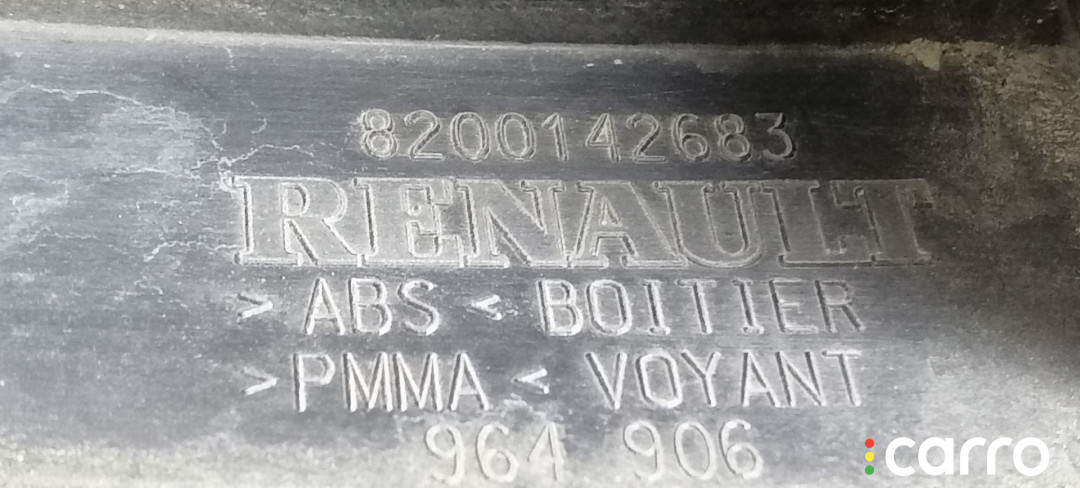 8200142683
RENAULT
> ABS < BOITIER
>PMMA < VOYANT
964 906
carro